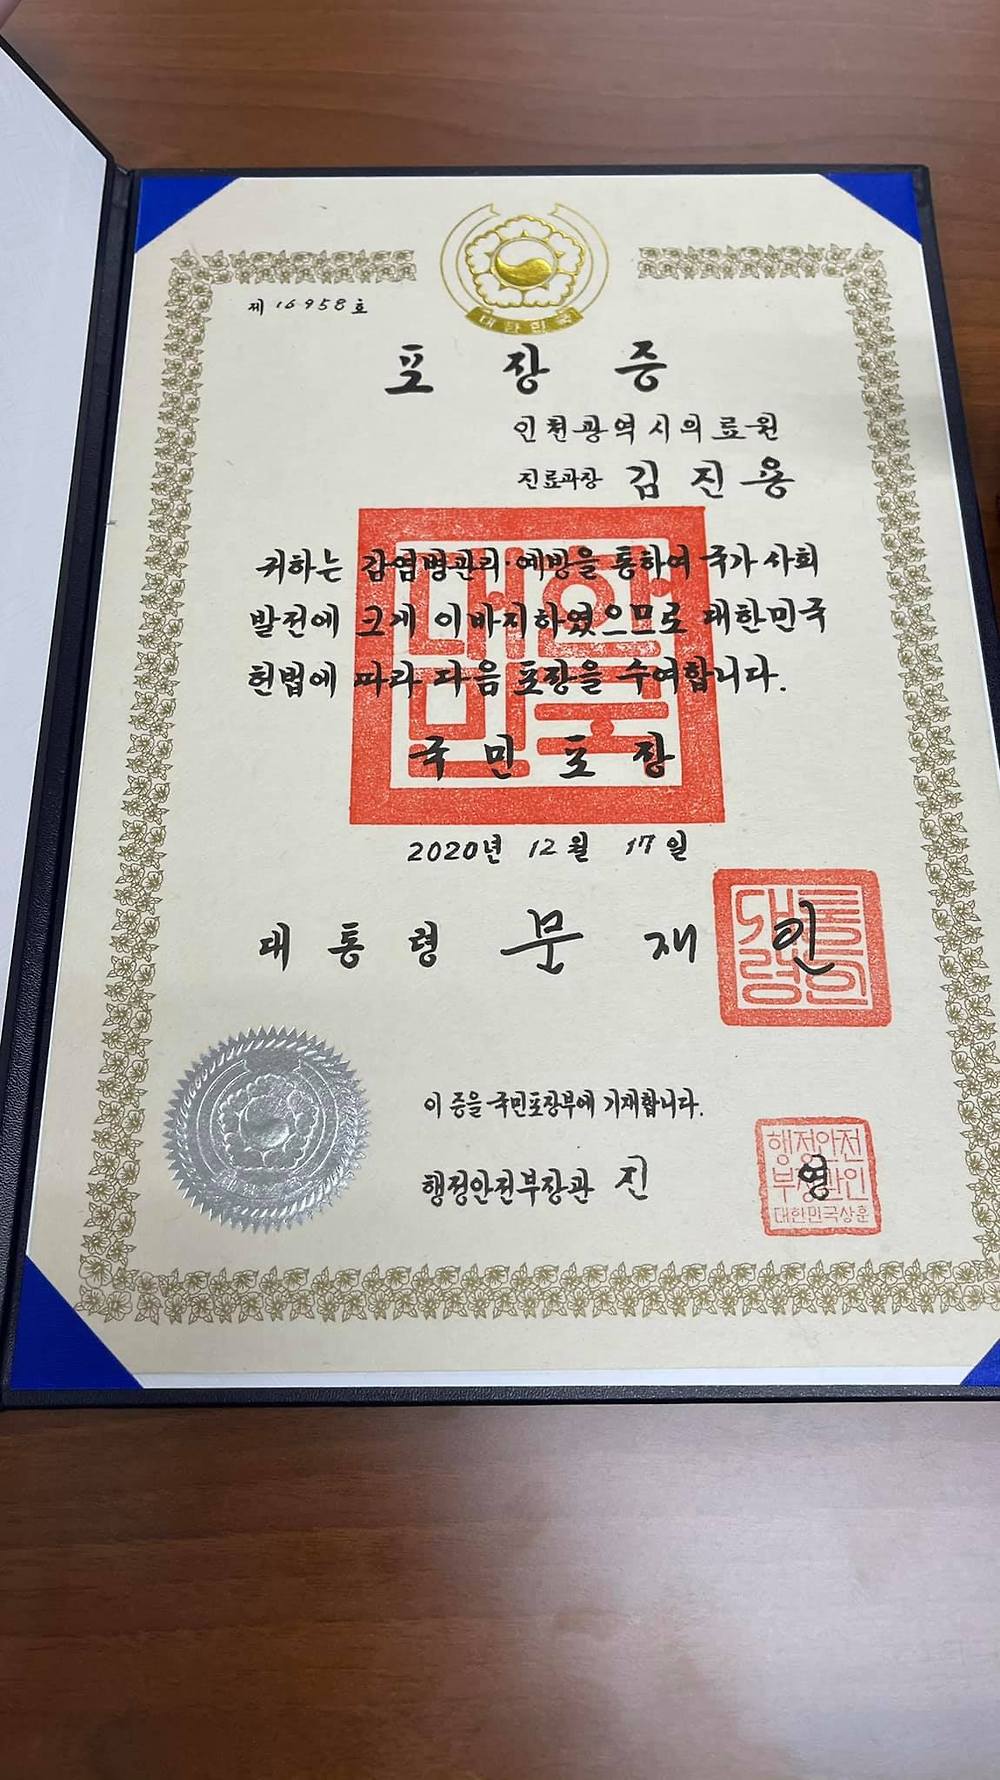 대한민국
제 16958호
포장증
인천광역시의료원
진료과장 김진용
귀하는 감염병관리·예방을 통하여 국가 사회
발전에 크게 이바지하였으므로 대한민국
헌법에 따라 다음 포장을 수여합니다.
국민포장
2020년 12월 17일
대통령 문재인
대통령의인
이 증을 국민포장부에 기재합니다.
행정안전부장관 진영
행정안전
부장관인
대한민국상훈